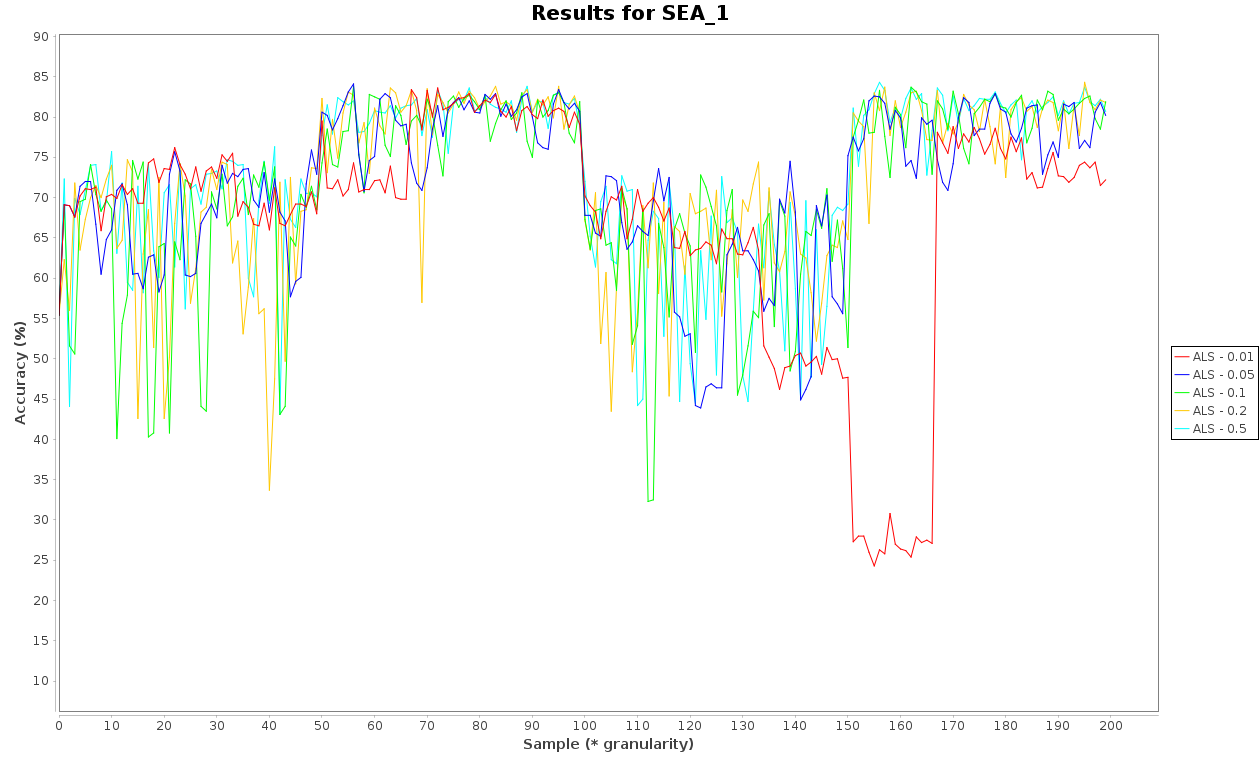 Results for SEA_1
Accuracy (%)
90
85
80
75
70
65
60
55
50
45
40
35
30
25
20
15
10
0 10 20 30 40 50 60 70 80 90 100 110 120 130 140 150 160 170 180 190 200
Sample (* granularity)
ALS - 0.01
ALS - 0.05
ALS - 0.1
ALS - 0.2
ALS - 0.5